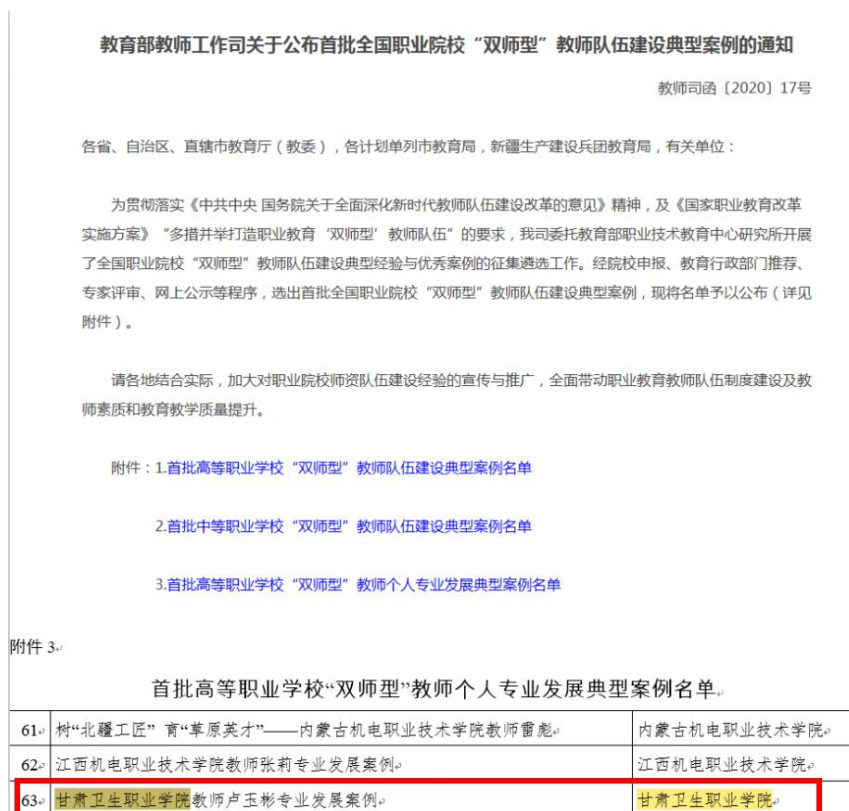 教育部教师工作司关于公布首批全国职业院校“双师型”教师队伍建设典型案例的通知
教师司函〔2020〕17号
各省、自治区、直辖市教育厅（教委），各计划单列市教育局，新疆生产建设兵团教育局，有关单位：
为贯彻落实《中共中央 国务院关于全面深化新时代教师队伍建设改革的意见》精神，及《国家职业教育改革
实施方案》“多措并举打造职业教育‘双师型’教师队伍”的要求，我司委托教育部职业技术教育中心研究所开展
了全国职业院校“双师型”教师队伍建设典型经验与优秀案例的征集遴选工作。经院校申报、教育行政部门推荐、
专家评审、网上公示等程序，选出首批全国职业院校“双师型”教师队伍建设典型案例，现将名单予以公布（详见
附件）。
请各地结合实际，加大对职业院校师资队伍建设经验的宣传与推广，全面带动职业教育教师队伍制度建设及教
师素质和教育教学质量提升。
附件：1.首批高等职业学校“双师型”教师队伍建设典型案例名单
2.首批中等职业学校“双师型”教师队伍建设典型案例名单
3.首批高等职业学校“双师型”教师个人专业发展典型案例名单
附件 3
首批高等职业学校“双师型”教师个人专业发展典型案例名单
61 树“北疆工匠” 育“草原英才”——内蒙古机电职业技术学院教师雷彪 内蒙古机电职业技术学院
62 江西机电职业技术学院教师张莉专业发展案例 江西机电职业技术学院
63 甘肃卫生职业学院教师卢玉彬专业发展案例 甘肃卫生职业学院